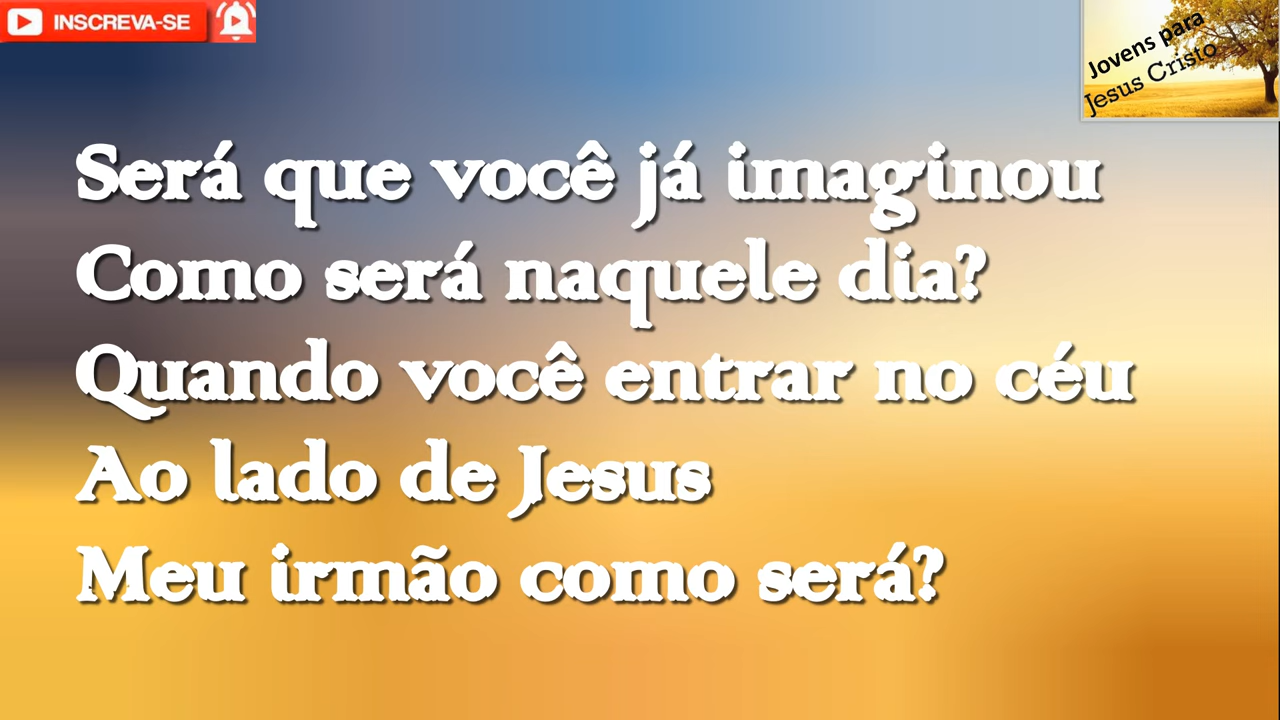 INSCREVA-SE
Jovens para
Jesus Cristo
Será que você já imaginou
Como será naquele dia?
Quando você entrar no céu
Ao lado de Jesus
Meu irmão como será?